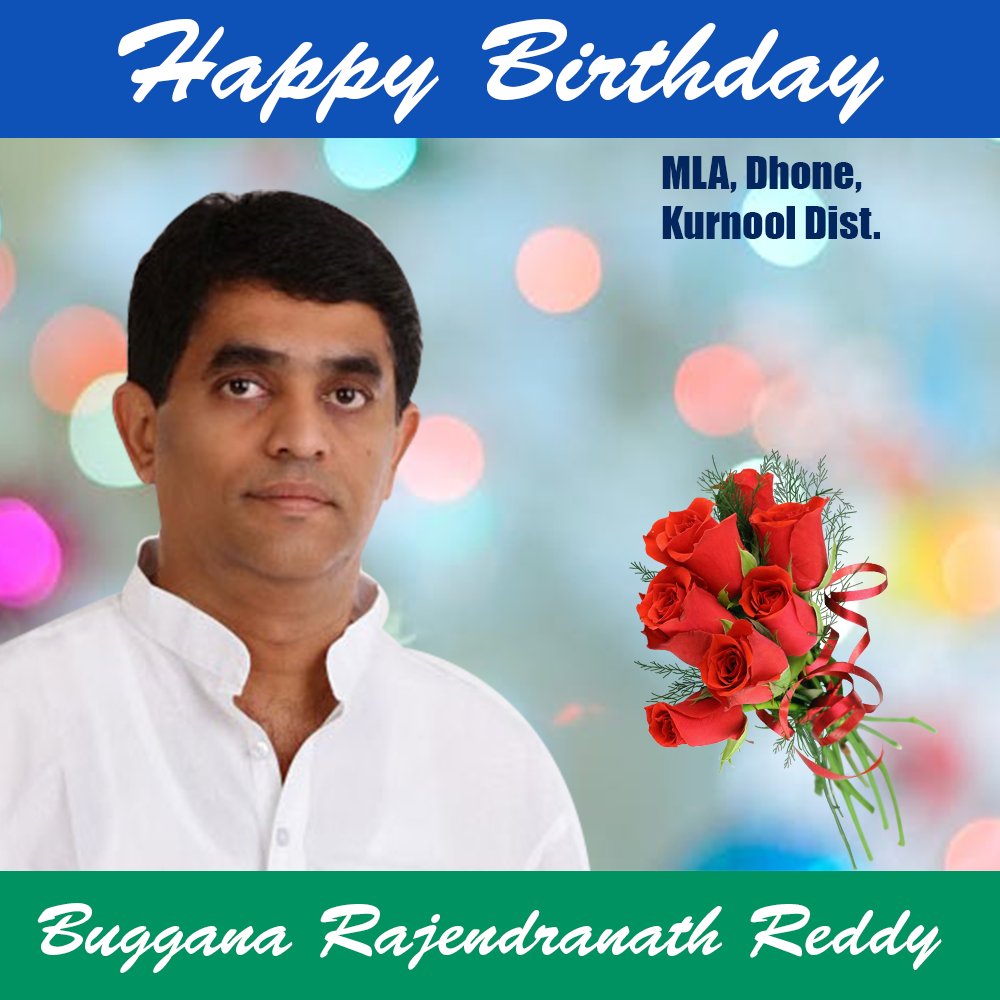 Happy Birthday
MLA, Dhone,
Kurnool Dist.
Buggana Rajendranath Reddy